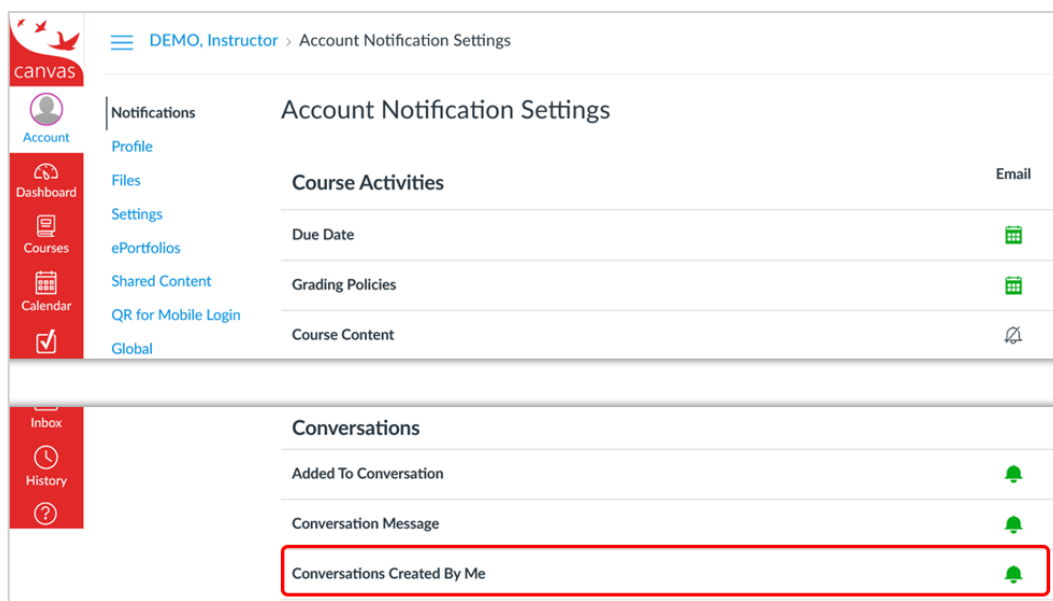 canvas
DEMO, Instructor › Account Notification Settings
Account
Dashboard
Courses
Calendar
Notifications
Profile
Files
Settings
ePortfolios
Shared Content
QR for Mobile Login
Global
Account Notification Settings
Course Activities Email
Due Date
Grading Policies
Course Content
Inbox
History
Conversations
Added To Conversation
Conversation Message
Conversations Created By Me